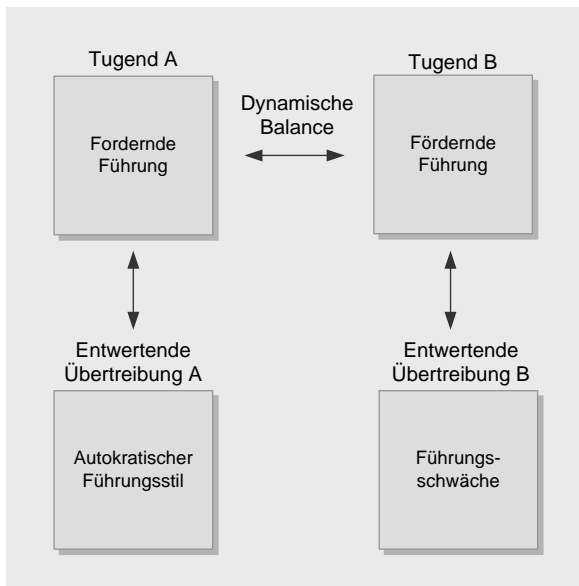 Tugend A
Tugend B
Dynamische
Balance
Fordernde
Führung
Fördernde
Führung
Entwertende
Übertreibung A
Entwertende
Übertreibung B
Autokratischer
Führungsstil
Führungs-
schwäche